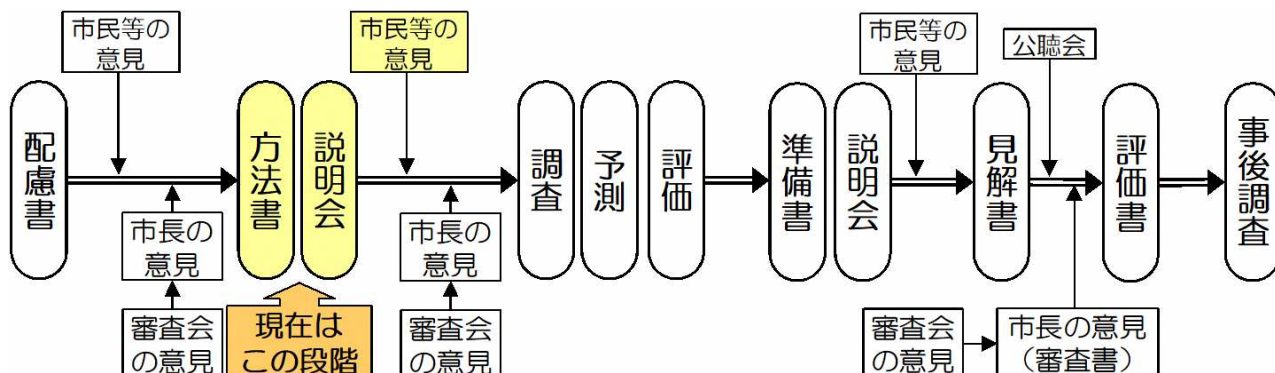 市民等の
意見
市民等の
意見
市民等の
意見
公聴会
配慮書
方法書
説明会
調査
予測
評価
準備書
説明会
見解書
評価書
事後調査
市長の
意見
市長の
意見
審査会
の意見
現在は
この段階
審査会
の意見
審査会
の意見
市長の意見
（審査書）